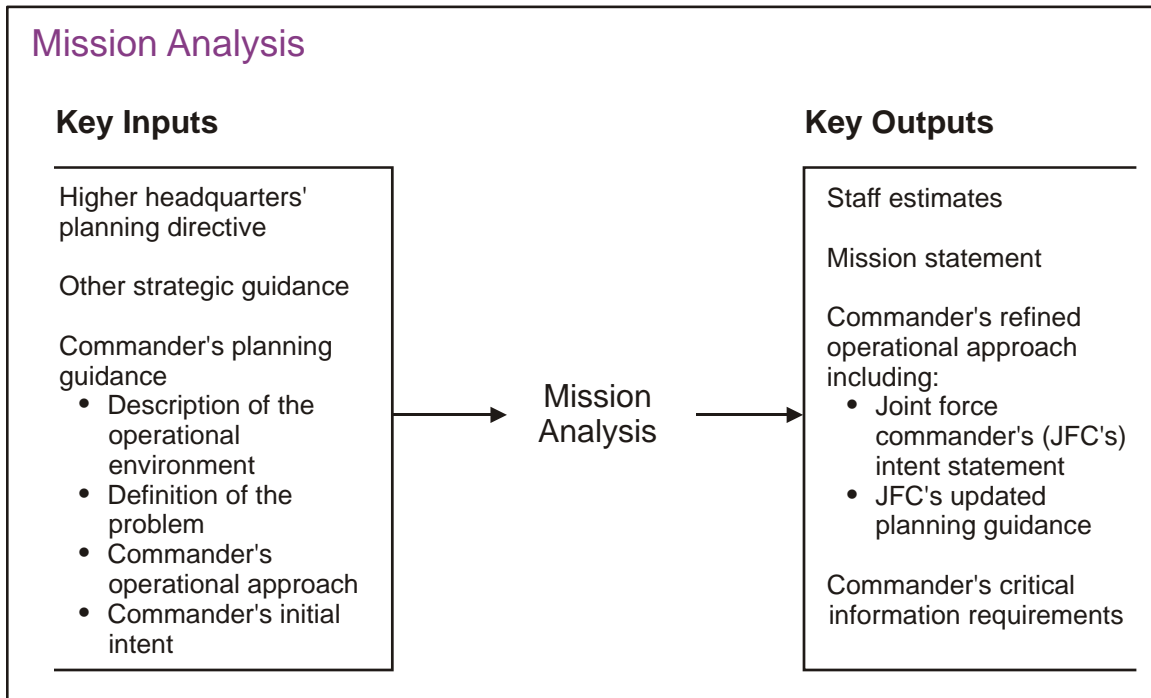 Mission Analysis
Key Inputs
Higher headquarters'
planning directive
Other strategic guidance
Commander's planning
guidance
• Description of the
operational
environment
• Definition of the
problem
• Commander's
operational approach
• Commander's initial
intent
Mission
Analysis
Key Outputs
Staff estimates
Mission statement
Commander's refined
operational approach
including:
• Joint force
commander's (JFC's)
intent statement
• JFC's updated
planning guidance
Commander's critical
information requirements